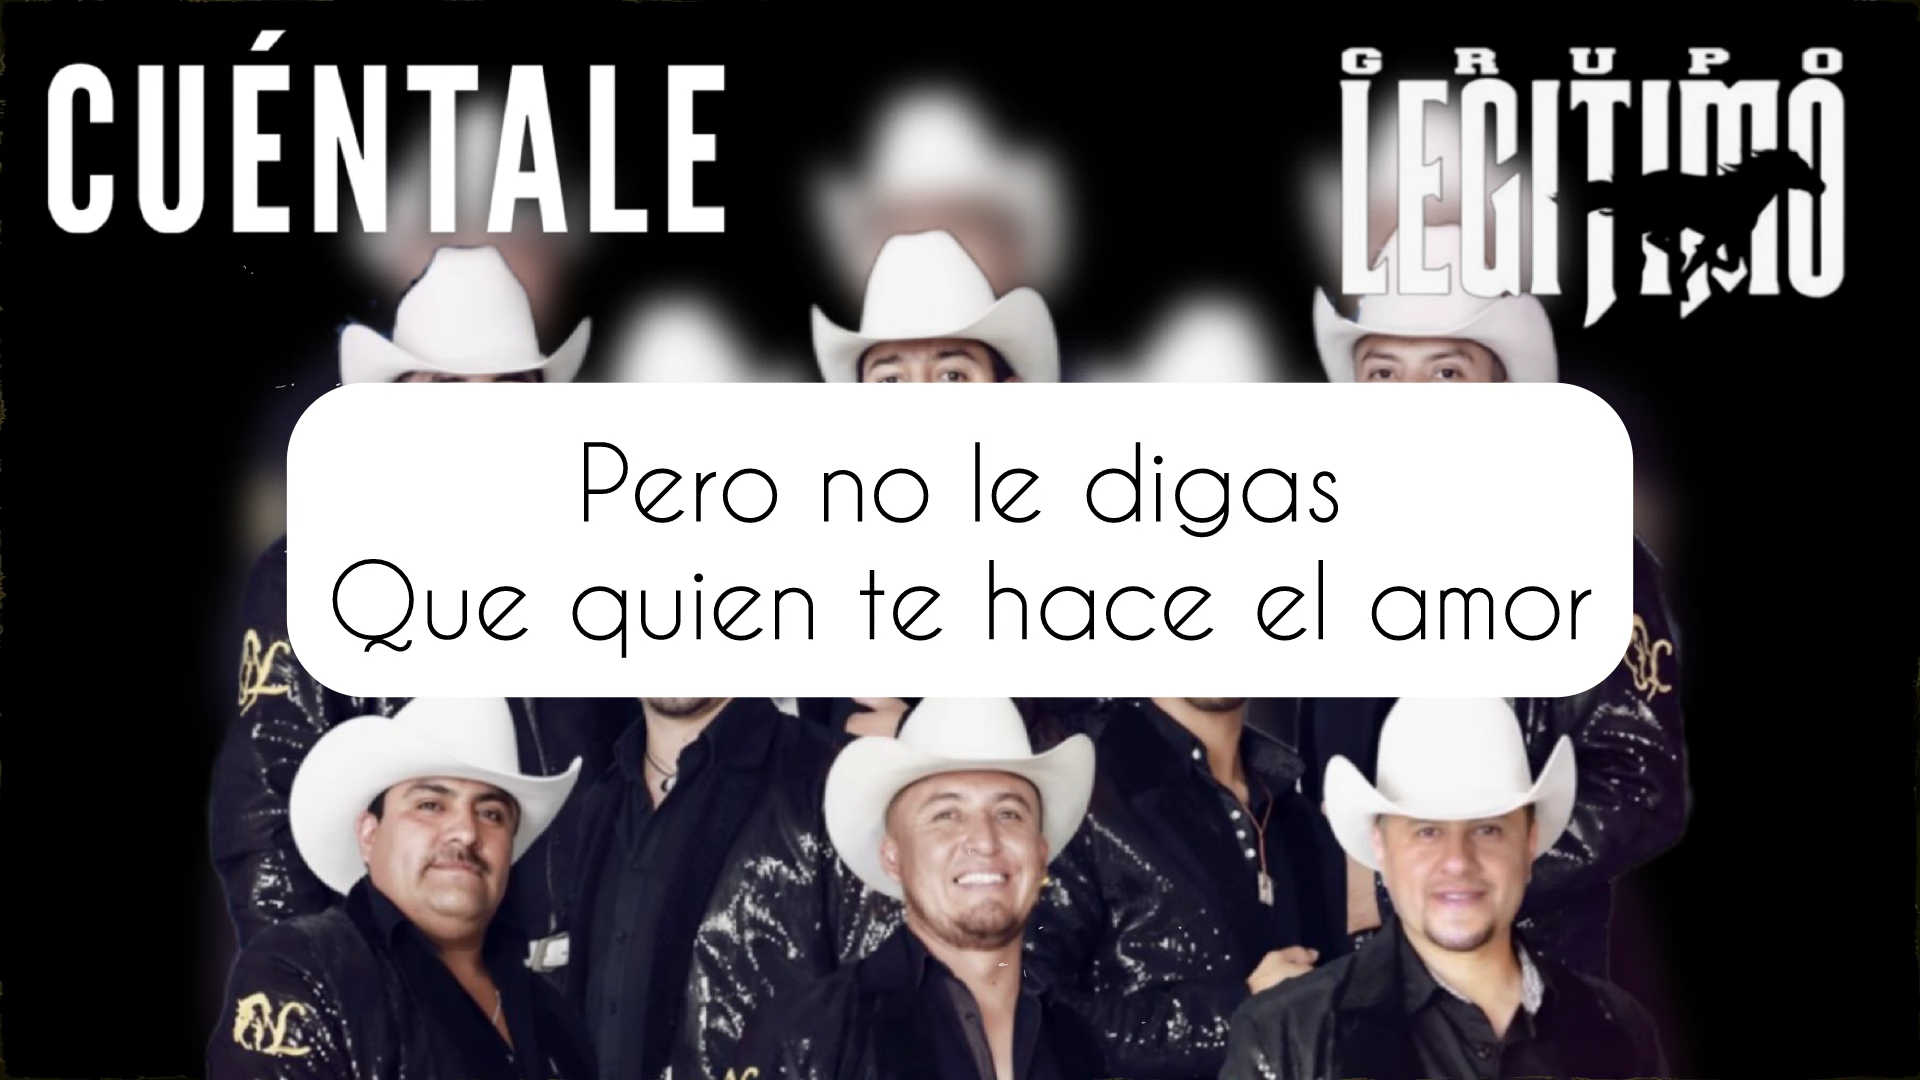 CUÉNTALE
GRUPO
LEGITIMO
Pero no le digas
Que quien te hace el amor